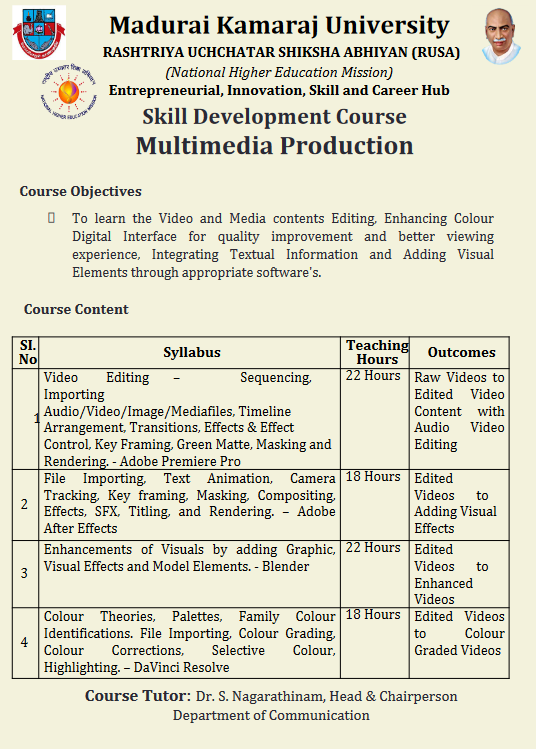 Madurai Kamaraj University
RASHTRIYA UCHCHATAR SHIKSHA ABHIYAN (RUSA)
(National Higher Education Mission)
Entrepreneurial, Innovation, Skill and Career Hub
Skill Development Course
Multimedia Production
Course Objectives
To learn the Video and Media contents Editing, Enhancing Colour
Digital Interface for quality improvement and better viewing
experience, Integrating Textual Information and Adding Visual
Elements through appropriate software's.
Course Content
SI. No
Syllabus
Teaching Hours
Outcomes
1
Video Editing – Sequencing,
Importing
Audio/Video/Image/Mediafiles, Timeline
Arrangement, Transitions, Effects & Effect
Control, Key Framing, Green Matte, Masking and
Rendering. - Adobe Premiere Pro
22 Hours
Raw Videos to
Edited Video
Content with
Audio Video
Editing
2
File Importing, Text Animation, Camera
Tracking, Key framing, Masking, Compositing,
Effects, SFX, Titling, and Rendering. – Adobe
After Effects
18 Hours
Edited
Videos to
Adding Visual
Effects
3
Enhancements of Visuals by adding Graphic,
Visual Effects and Model Elements. - Blender
22 Hours
Edited
Videos to
Enhanced
Videos
4
Colour Theories, Palettes, Family Colour
Identifications. File Importing, Colour Grading,
Colour Corrections, Selective Colour,
Highlighting. – DaVinci Resolve
18 Hours
Edited Videos
to Colour
Graded Videos
Course Tutor: Dr. S. Nagarathinam, Head & Chairperson
Department of Communication